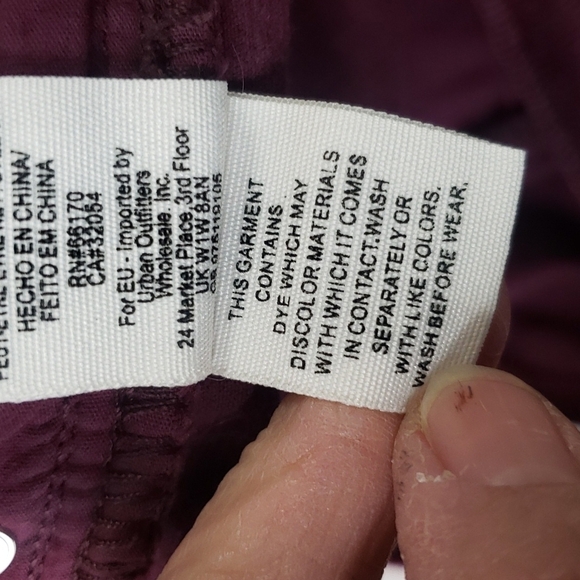 HECHO EN CHINA/
FEITO EM CHINA
RN#66170
CA#32054
For EU - Imported by
Urban Outfitters
Wholesale, Inc.
24 Market Place 3rd Floor
UK W1W 8AN
THIS GARMENT
CONTAINS
DYE WHICH MAY
DISCOLOR MATERIALS
WITH WHICH IT COMES
IN CONTACT.WASH
SEPARATELY OR
WITH LIKE COLORS.
WASH BEFORE WEAR.